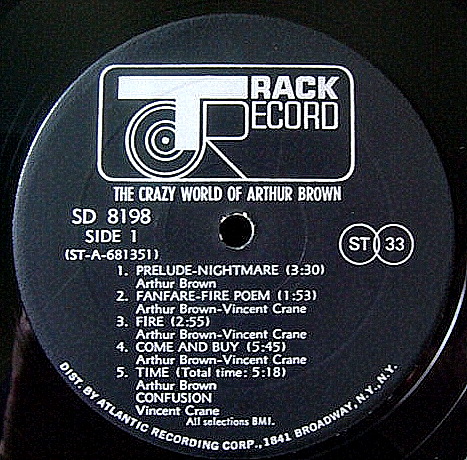 TRACK
RECORD
THE CRAZY WORLD OF ARTHUR BROWN
SD 8198
SIDE 1
(ST-A-681351)
ST 33
1. PRELUDE-NIGHTMARE (3:30)
Arthur Brown
2. FANFARE-FIRE POEM (1:53)
Arthur Brown-Vincent Crane
3. FIRE (2:55)
Arthur Brown-Vincent Crane
4. COME AND BUY (5:45)
Arthur Brown-Vincent Crane
5. TIME (Total time: 5:18)
Arthur Brown
CONFUSION
Vincent Crane
All selections BMI.
DIST. BY ATLANTIC RECORDING CORP., 1841 BROADWAY, N.Y., N.Y.